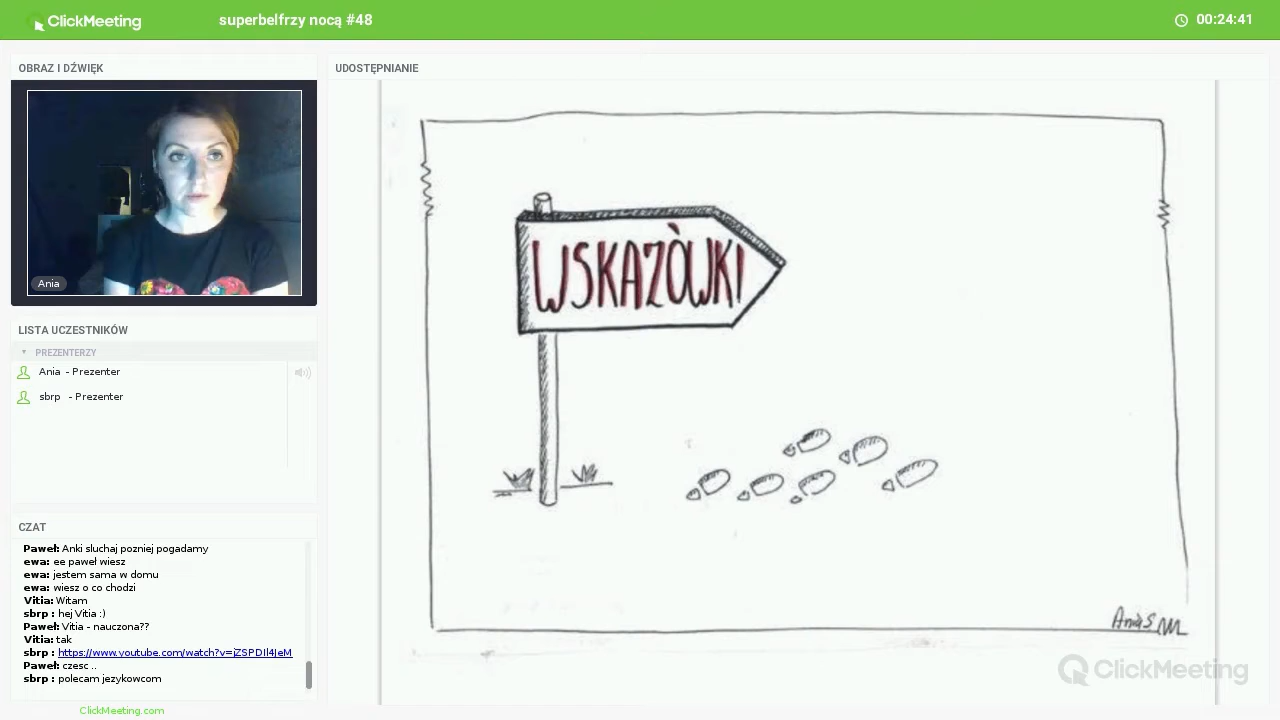 ClickMeeting
superbelfrzy nocą #48
00:24:41
OBRAZ I DŹWIĘK
Ania
LISTA UCZESTNIKÓW
PREZENTERZY
Ania - Prezenter
sbrp - Prezenter
CZAT
Paweł: Anki sluchaj pozniej pogadamy
ewa: ee paweł wiesz
ewa: jestem sama w domu
ewa: wiesz o co chodzi
Vitia: Witam
sbrp : hej Vitia :)
Paweł: Vitia - nauczona??
Vitia: tak
sbrp : https://www.youtube.com/watch?v=jZSPDIl4JeM
Paweł: czesc ..
sbrp : polecam jezykowcom
ClickMeeting.com
UDOSTĘPNIANIE
WSKAZÒWKI
AniaS
ClickMeeting